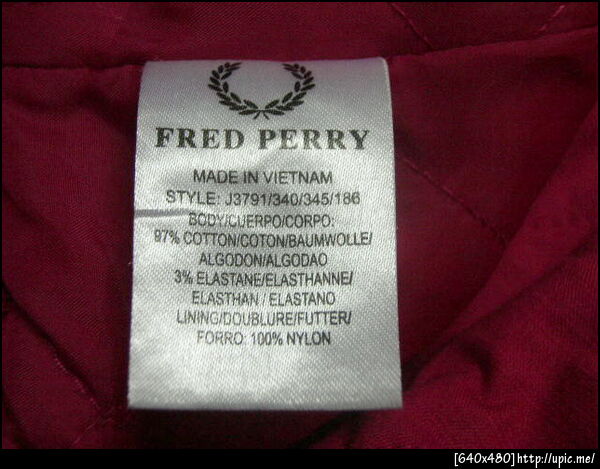 FRED PERRY
MADE IN VIETNAM
STYLE: J3791/340/345/186
BODY/CUERPO/CORPO:
97% COTTON/COTON/BAUMWOLLE/
ALGODON/ALGODAO
3% ELASTANE/ELASTHANNE/
ELASTHAN / ELASTANO
LINING/DOUBLURE/FUTTER/
FORRO: 100% NYLON
[640x480]http://upic.me/